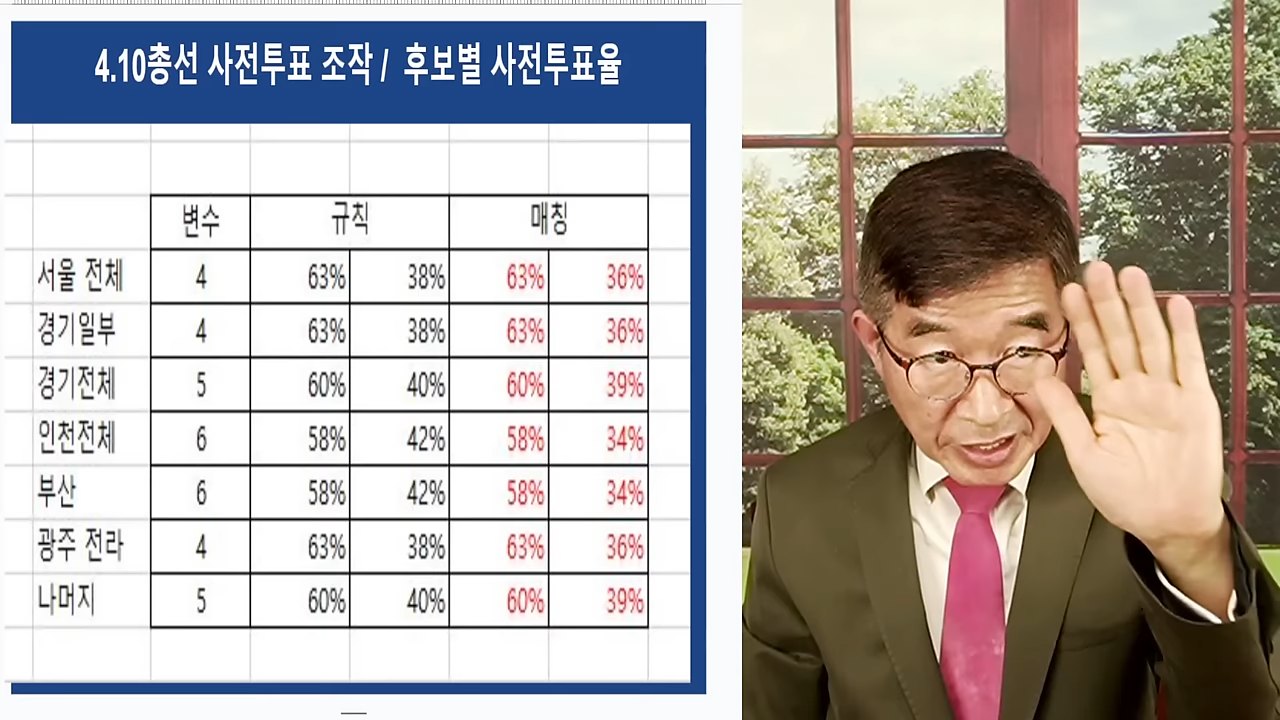 4.10총선 사전투표 조작 / 후보별 사전투표율
변수 규칙 매칭
서울 전체 4 63% 38% 63% 36%
경기일부 4 63% 38% 63% 36%
경기전체 5 60% 40% 60% 39%
인천전체 6 58% 42% 58% 34%
부산 6 58% 42% 58% 34%
광주 전라 4 63% 38% 63% 36%
나머지 5 60% 40% 60% 39%